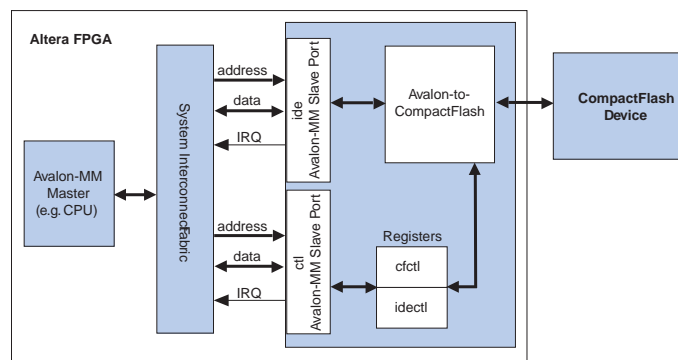 Altera FPGA
Avalon-MM
Master
(e.g. CPU)
System InterconnectFabric
address
data
IRQ
address
data
IRQ
ide
Avalon-MM Slave Port
ctl
Avalon-MM Slave Port
Avalon-to-
CompactFlash
Registers
cfctl
idectl
CompactFlash
Device